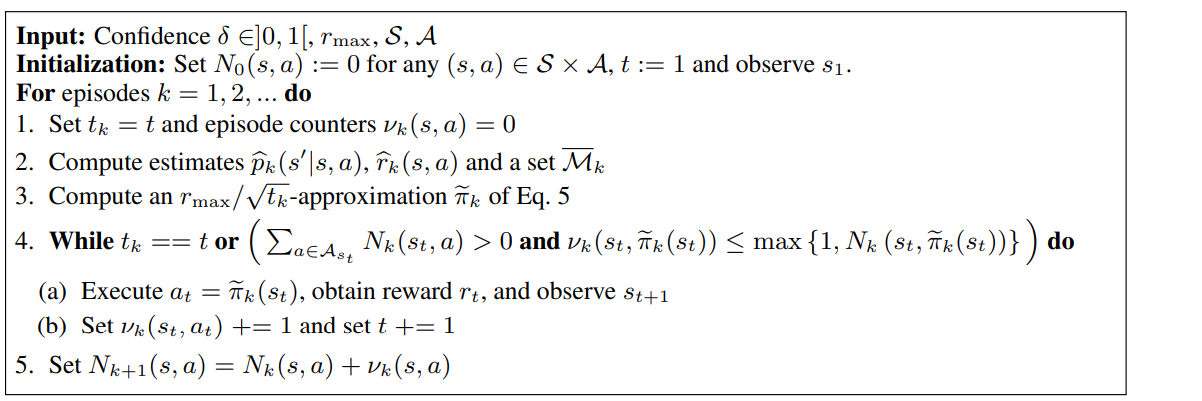 Input: Confidence δ ∈]0, 1[, r_max, 𝒮, 𝒜
Initialization: Set N_0(s, a) := 0 for any (s, a) ∈ 𝒮 × 𝒜, t := 1 and observe s_1.
For episodes k = 1, 2, ... do
1. Set t_k = t and episode counters ν_k(s, a) = 0
2. Compute estimates p̂_k(s′|s, a), r̂_k(s, a) and a set ℳ̅_k
3. Compute an r_max/√t_k-approximation π̃_k of Eq. 5
4. While t_k == t or (∑_{a∈𝒜_{s_t}} N_k(s_t, a) > 0 and ν_k(s_t, π̃_k(s_t)) ≤ max {1, N_k (s_t, π̃_k(s_t))}) do
(a) Execute a_t = π̃_k(s_t), obtain reward r_t, and observe s_{t+1}
(b) Set ν_k(s_t, a_t) += 1 and set t += 1
5. Set N_{k+1}(s, a) = N_k(s, a) + ν_k(s, a)